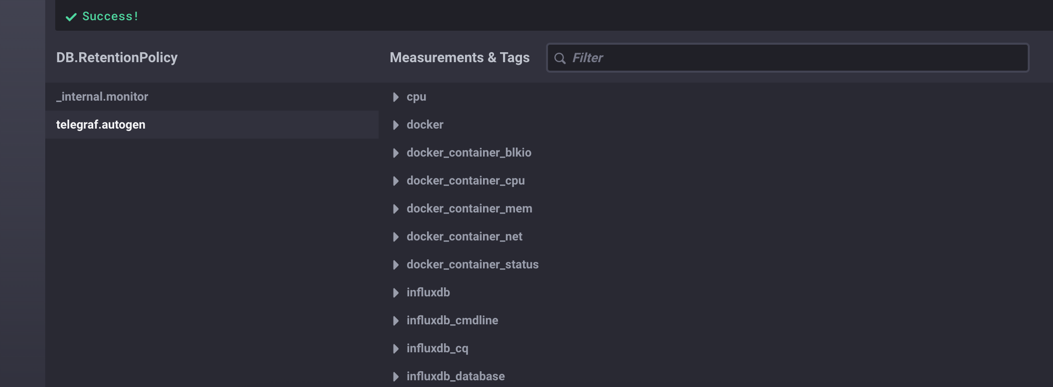 Success!
DB.RetentionPolicy
Measurements & Tags
Filter
_internal.monitor
telegraf.autogen
cpu
docker
docker_container_blkio
docker_container_cpu
docker_container_mem
docker_container_net
docker_container_status
influxdb
influxdb_cmdline
influxdb_cq
influxdb_database